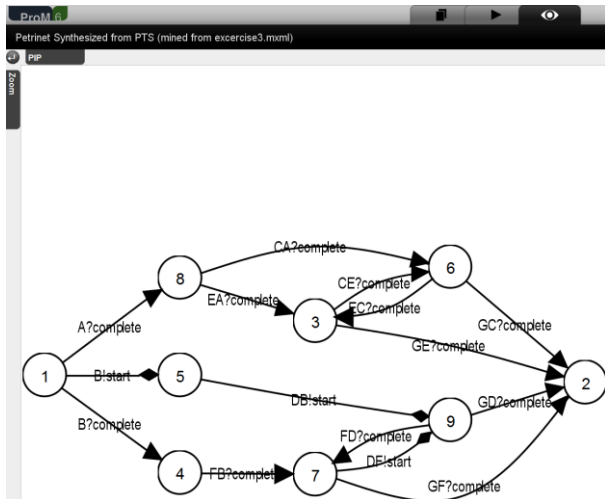 ProM 6
Petrinet Synthesized from PTS (mined from excercise3.mxml)
PIP
Zoom
CA?complete
8
6
CE?complete
EA?complete
EC?complete
3
A?complete
GC?complete
GE?complete
1
B!start
5
2
DB!start
GD?complete
9
B?complete
FD?complete
DF!start
4
FB?complete
7
GF?complete